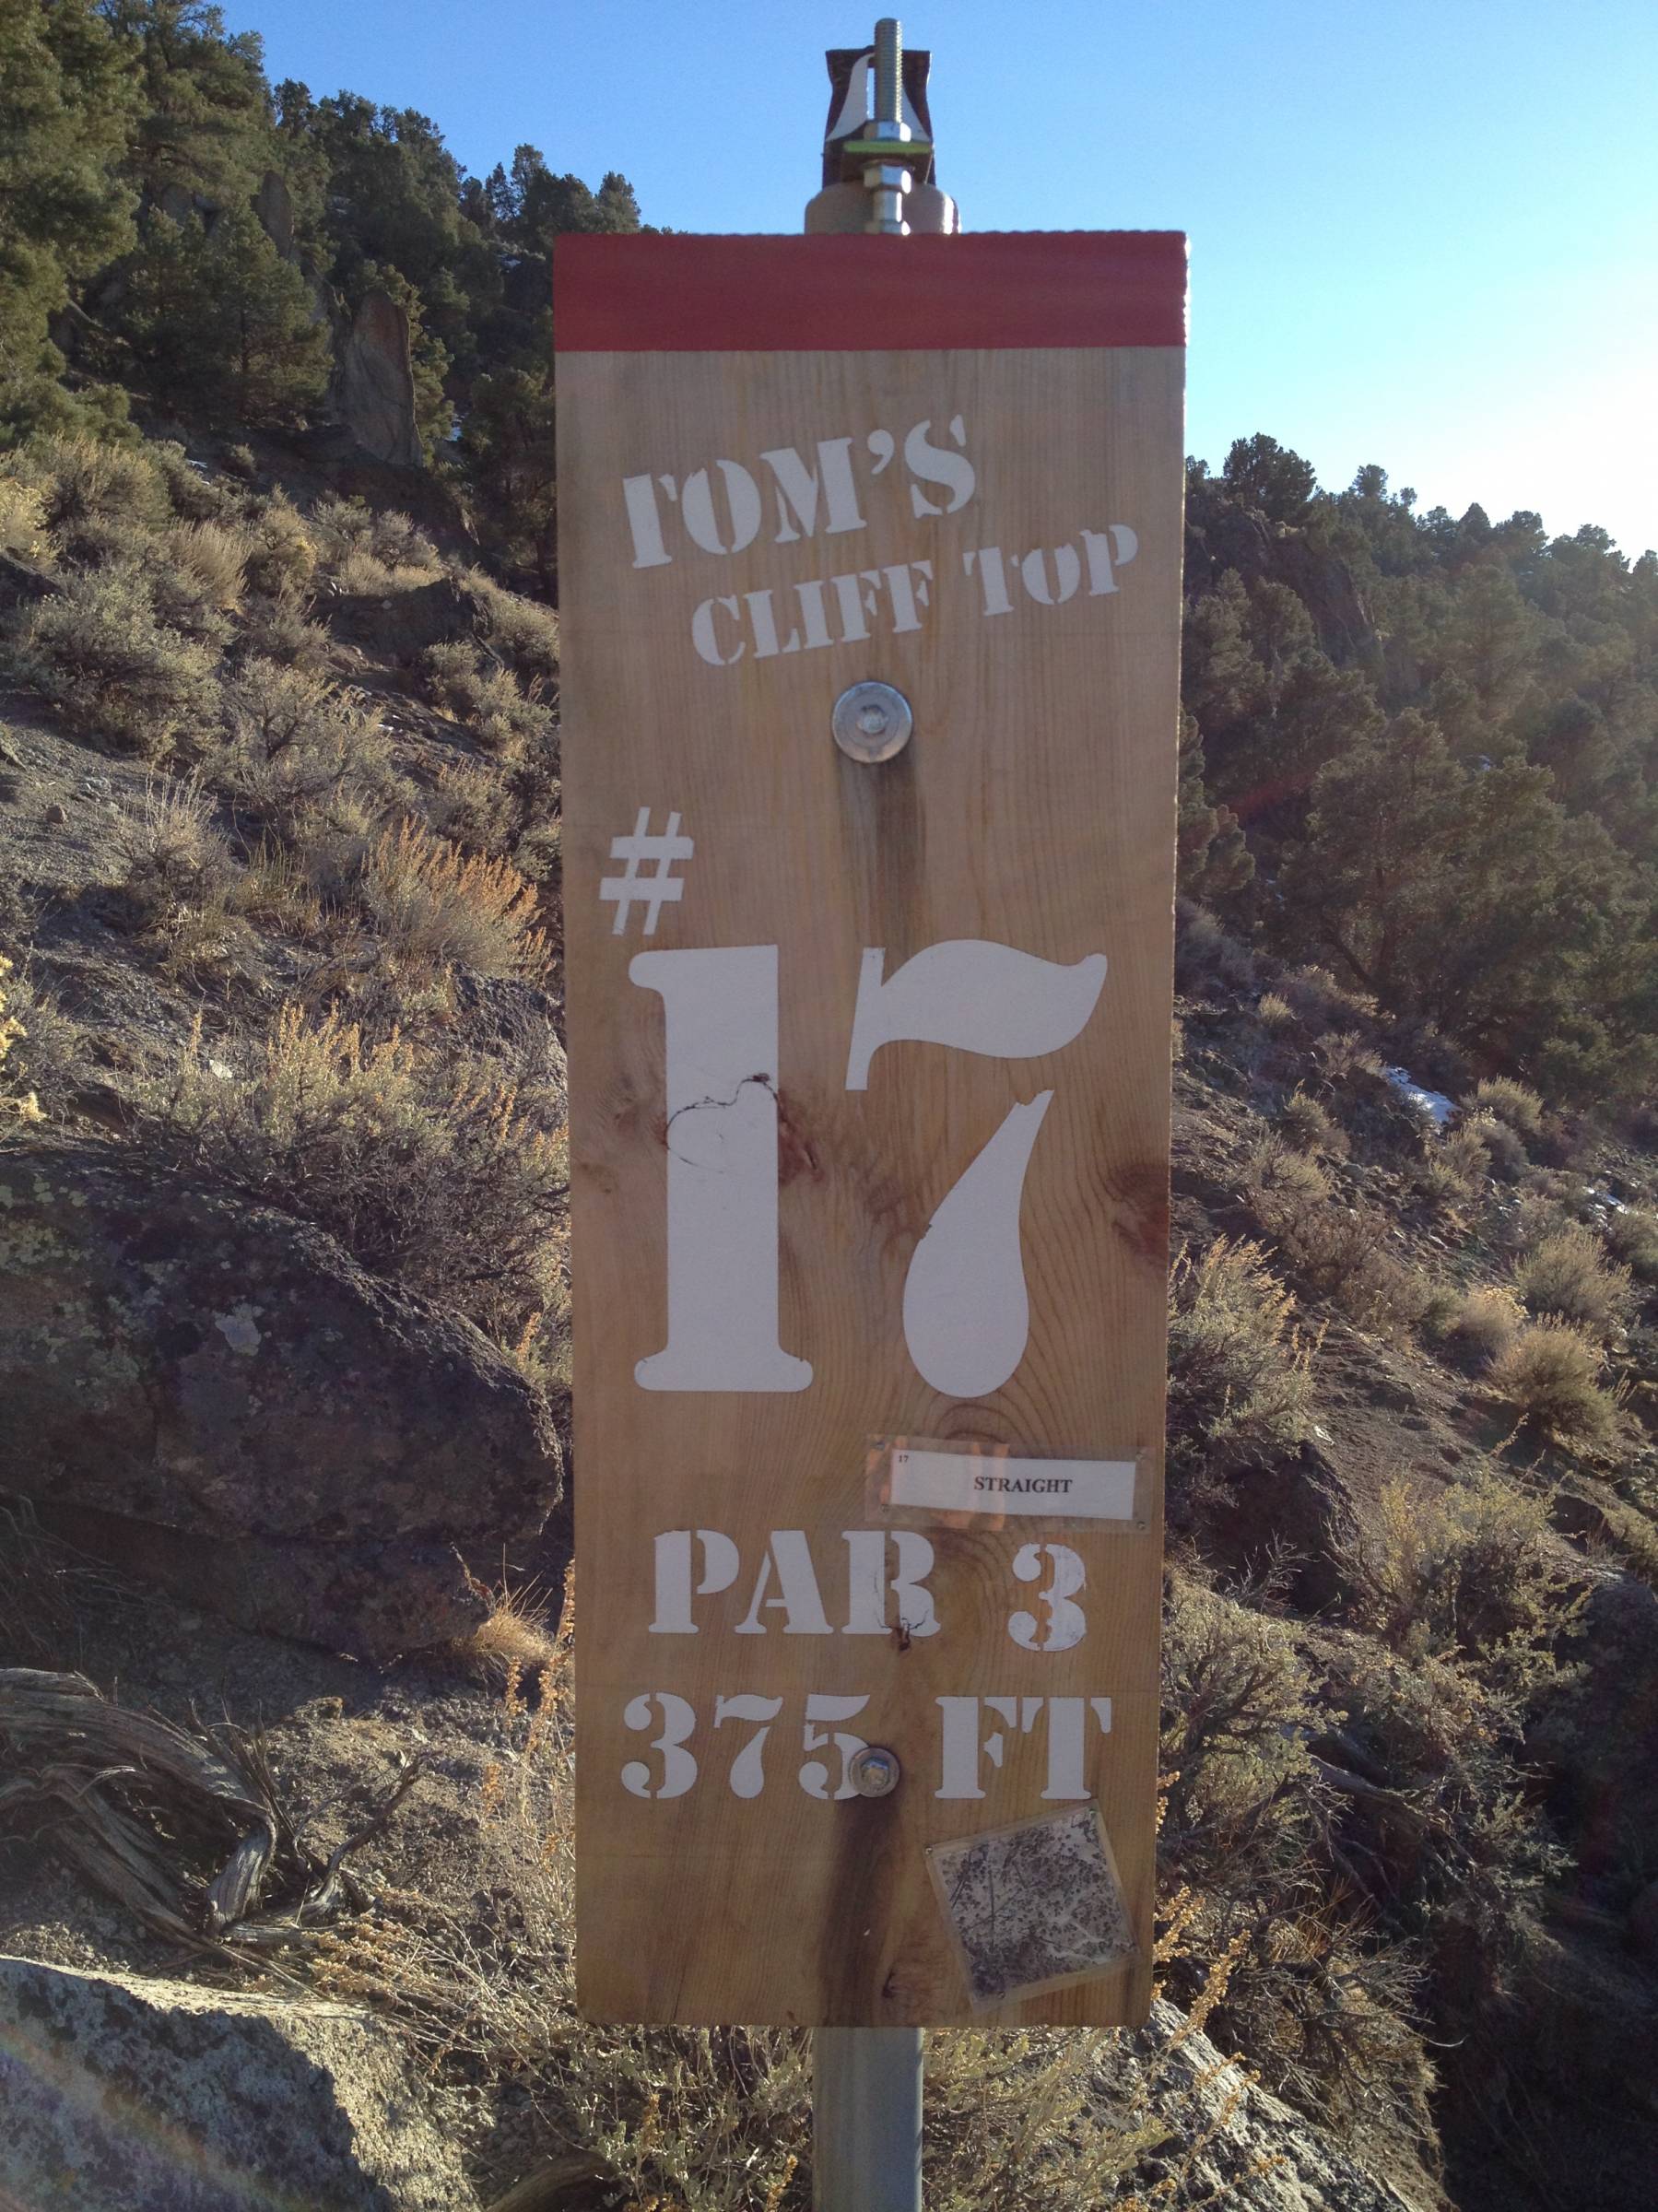 TOM'S
CLIFF TOP
#
17
17
STRAIGHT
PAR 3
375 FT